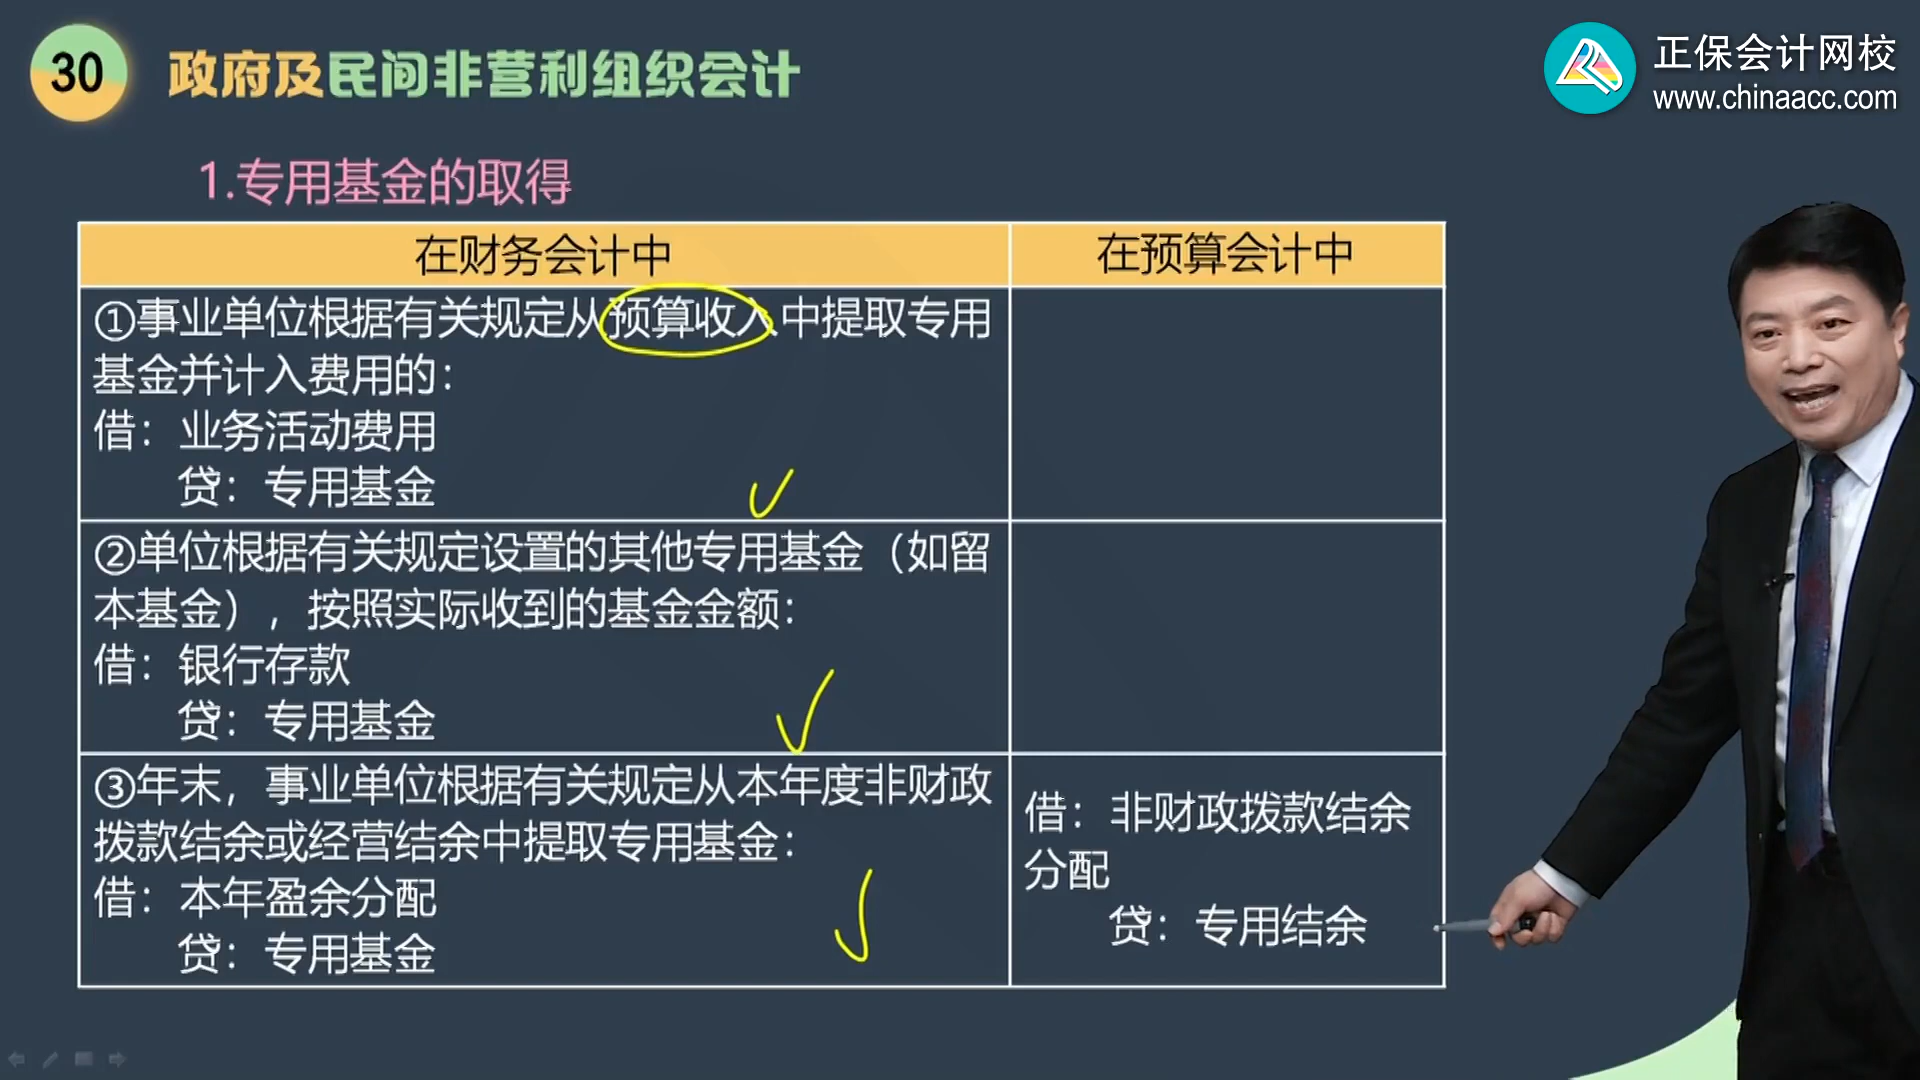 30 政府及民间非营利组织会计
正保会计网校
www.chinaacc.com
1.专用基金的取得
在财务会计中
在预算会计中
①事业单位根据有关规定从预算收入中提取专用
基金并计入费用的：
借：业务活动费用
贷：专用基金
②单位根据有关规定设置的其他专用基金（如留
本基金），按照实际收到的基金金额：
借：银行存款
贷：专用基金
③年末，事业单位根据有关规定从本年度非财政
拨款结余或经营结余中提取专用基金：
借：本年盈余分配
贷：专用基金
借：非财政拨款结余
分配
贷：专用结余